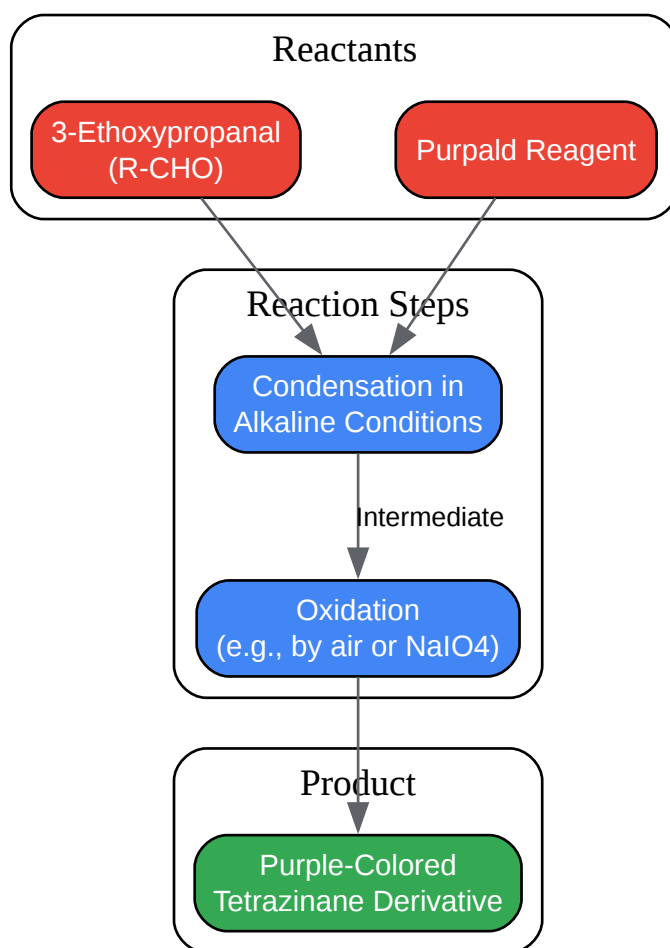 Reactants
3-Ethoxypropanal
(R-CHO)
Purpald Reagent
Reaction Steps
Condensation in
Alkaline Conditions
Intermediate
Oxidation
(e.g., by air or NaIO4)
Product
Purple-Colored
Tetrazinane Derivative